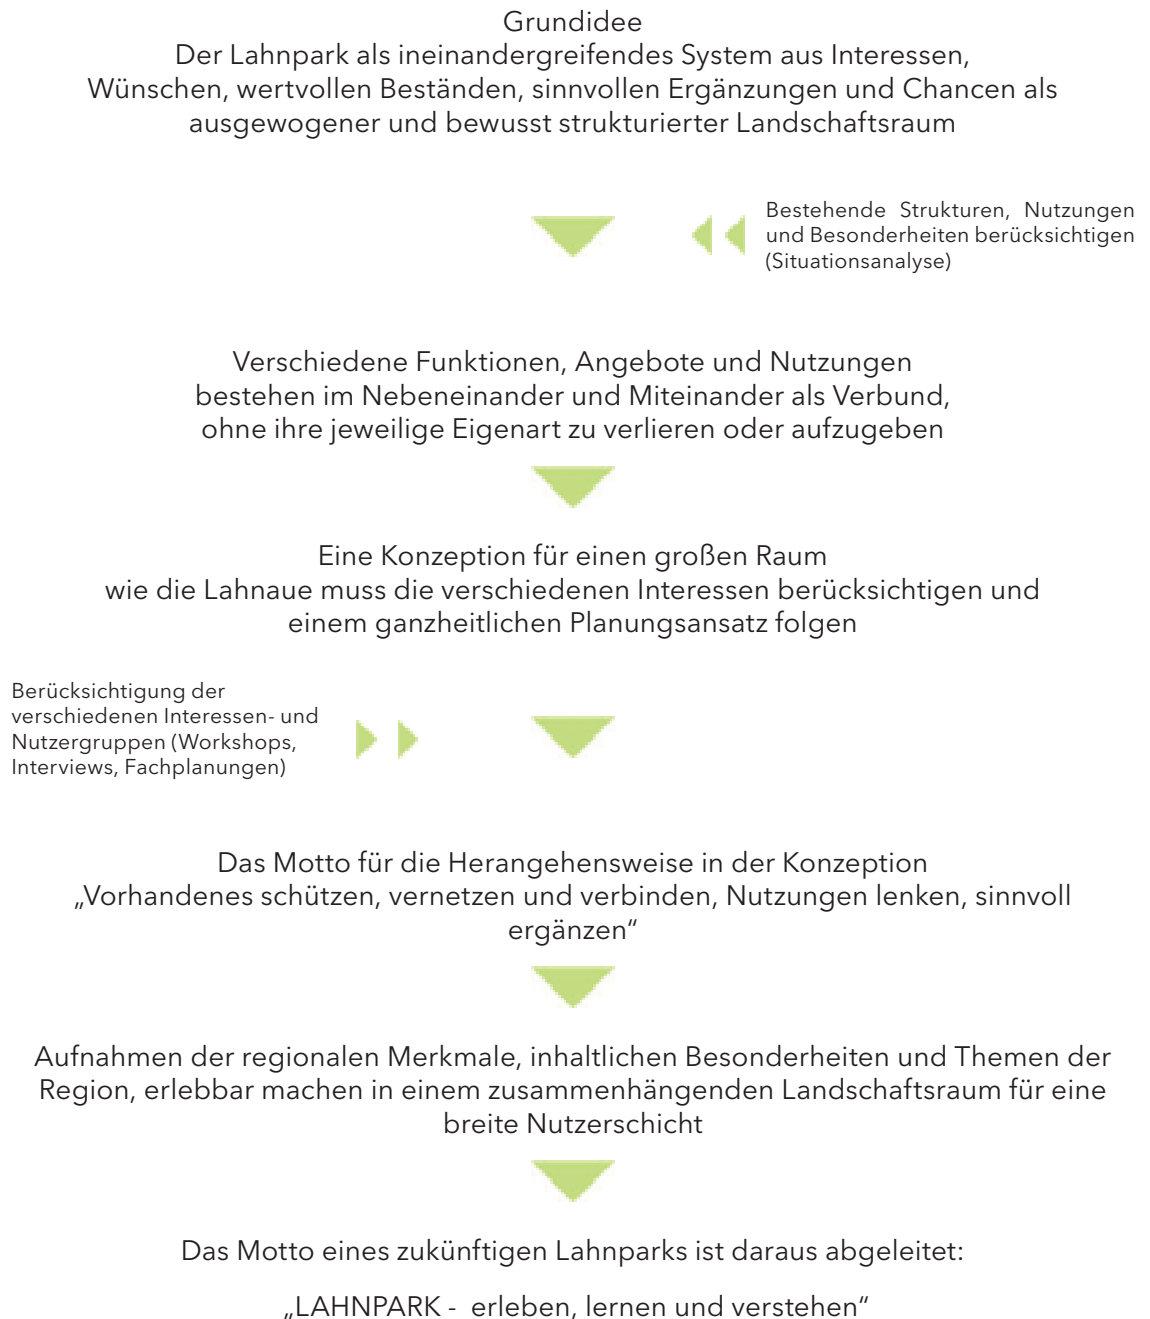 Grundidee
Der Lahnpark als ineinandergreifendes System aus Interessen,
Wünschen, wertvollen Beständen, sinnvollen Ergänzungen und Chancen als
ausgewogener und bewusst strukturierter Landschaftsraum
Bestehende Strukturen, Nutzungen
und Besonderheiten berücksichtigen
(Situationsanalyse)
Verschiedene Funktionen, Angebote und Nutzungen
bestehen im Nebeneinander und Miteinander als Verbund,
ohne ihre jeweilige Eigenart zu verlieren oder aufzugeben
Eine Konzeption für einen großen Raum
wie die Lahnaue muss die verschiedenen Interessen berücksichtigen und
einem ganzheitlichen Planungsansatz folgen
Berücksichtigung der
verschiedenen Interessen- und
Nutzergruppen (Workshops,
Interviews, Fachplanungen)
Das Motto für die Herangehensweise in der Konzeption
„Vorhandenes schützen, vernetzen und verbinden, Nutzungen lenken, sinnvoll
ergänzen“
Aufnahmen der regionalen Merkmale, inhaltlichen Besonderheiten und Themen der
Region, erlebbar machen in einem zusammenhängenden Landschaftsraum für eine
breite Nutzerschicht
Das Motto eines zukünftigen Lahnparks ist daraus abgeleitet:
„LAHNPARK - erleben, lernen und verstehen“